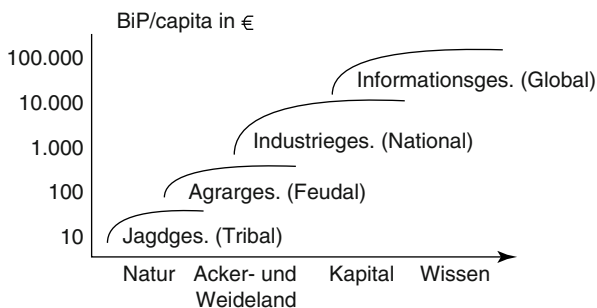 BiP/capita in €
100.000
Informationsges. (Global)
10.000
Industrieges. (National)
1.000
100
Agrarges. (Feudal)
10
Jagdges. (Tribal)
Natur
Acker- und
Weideland
Kapital
Wissen